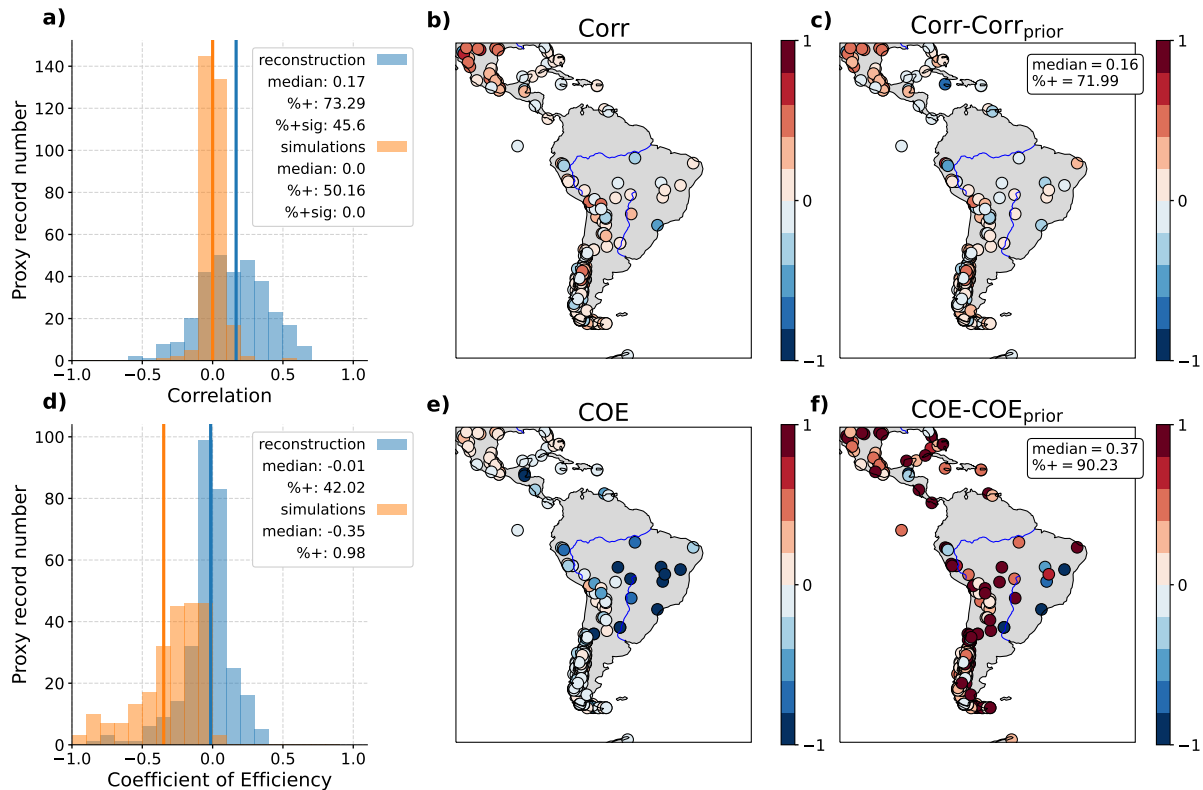 a)
Proxy record number
140
120
100
80
60
40
20
0
−1.0 −0.5 0.0 0.5 1.0
Correlation
reconstruction
median: 0.17
%+: 73.29
%+sig: 45.6
simulations
median: 0.0
%+: 50.16
%+sig: 0.0
b)
Corr
1
0
−1
c)
Corr-Corrprior
median = 0.16
%+ = 71.99
1
0
−1
d)
Proxy record number
100
80
60
40
20
0
−1.0 −0.5 0.0 0.5 1.0
Coefficient of Efficiency
reconstruction
median: -0.01
%+: 42.02
simulations
median: -0.35
%+: 0.98
e)
COE
1
0
−1
f)
COE-COEprior
median = 0.37
%+ = 90.23
1
0
−1